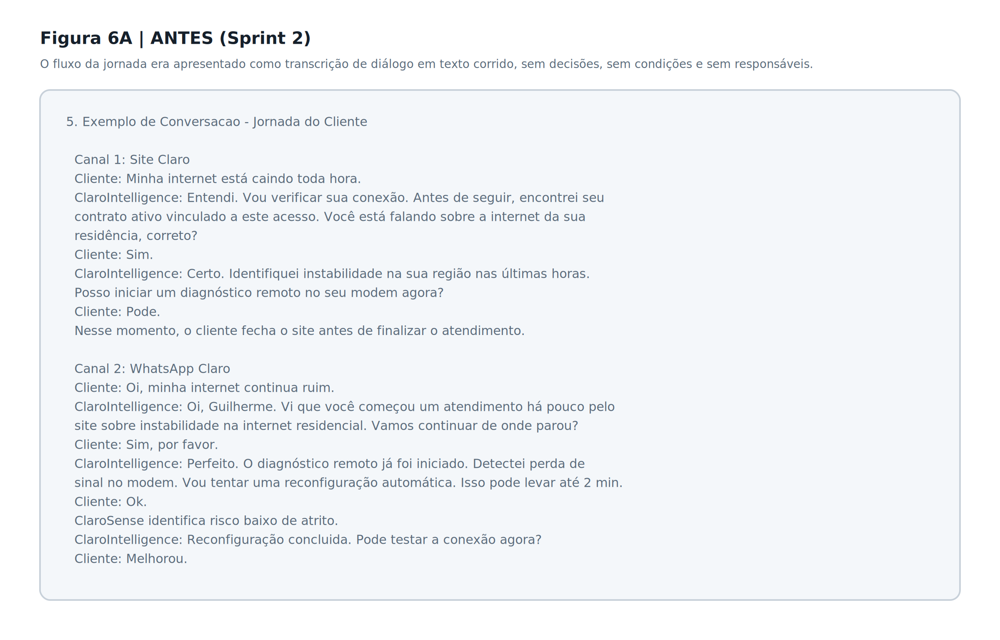 Figura 6A | ANTES (Sprint 2)
O fluxo da jornada era apresentado como transcrição de diálogo em texto corrido, sem decisões, sem condições e sem responsáveis.
5. Exemplo de Conversacao - Jornada do Cliente
Canal 1: Site Claro
Cliente: Minha internet está caindo toda hora.
ClaroIntelligence: Entendi. Vou verificar sua conexão. Antes de seguir, encontrei seu
contrato ativo vinculado a este acesso. Você está falando sobre a internet da sua
residência, correto?
Cliente: Sim.
ClaroIntelligence: Certo. Identifiquei instabilidade na sua região nas últimas horas.
Posso iniciar um diagnóstico remoto no seu modem agora?
Cliente: Pode.
Nesse momento, o cliente fecha o site antes de finalizar o atendimento.
Canal 2: WhatsApp Claro
Cliente: Oi, minha internet continua ruim.
ClaroIntelligence: Oi, Guilherme. Vi que você começou um atendimento há pouco pelo
site sobre instabilidade na internet residencial. Vamos continuar de onde parou?
Cliente: Sim, por favor.
ClaroIntelligence: Perfeito. O diagnóstico remoto já foi iniciado. Detectei perda de
sinal no modem. Vou tentar uma reconfiguração automática. Isso pode levar até 2 min.
Cliente: Ok.
ClaroSense identifica risco baixo de atrito.
ClaroIntelligence: Reconfiguração concluida. Pode testar a conexão agora?
Cliente: Melhorou.